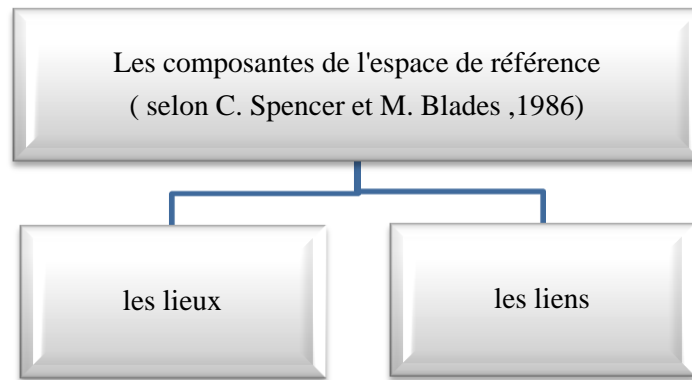 Les composantes de l'espace de référence
( selon C. Spencer et M. Blades ,1986)
les lieux
les liens